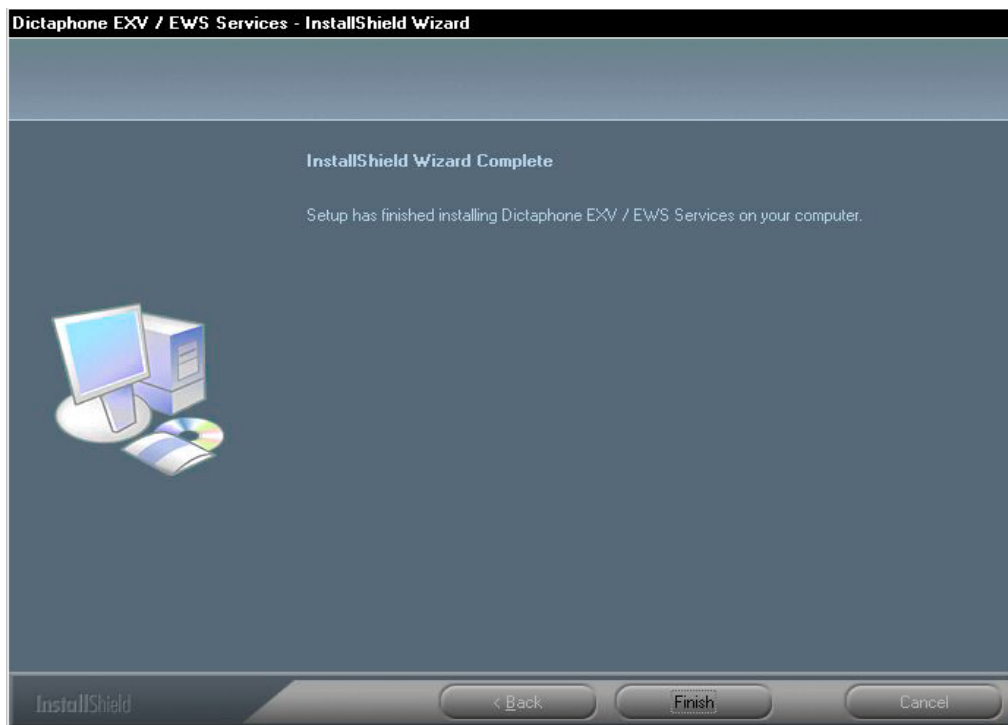 Dictaphone EXV / EWS Services - InstallShield Wizard
InstallShield Wizard Complete
Setup has finished installing Dictaphone EXV / EWS Services on your computer.
InstallShield
< Back
Finish
Cancel